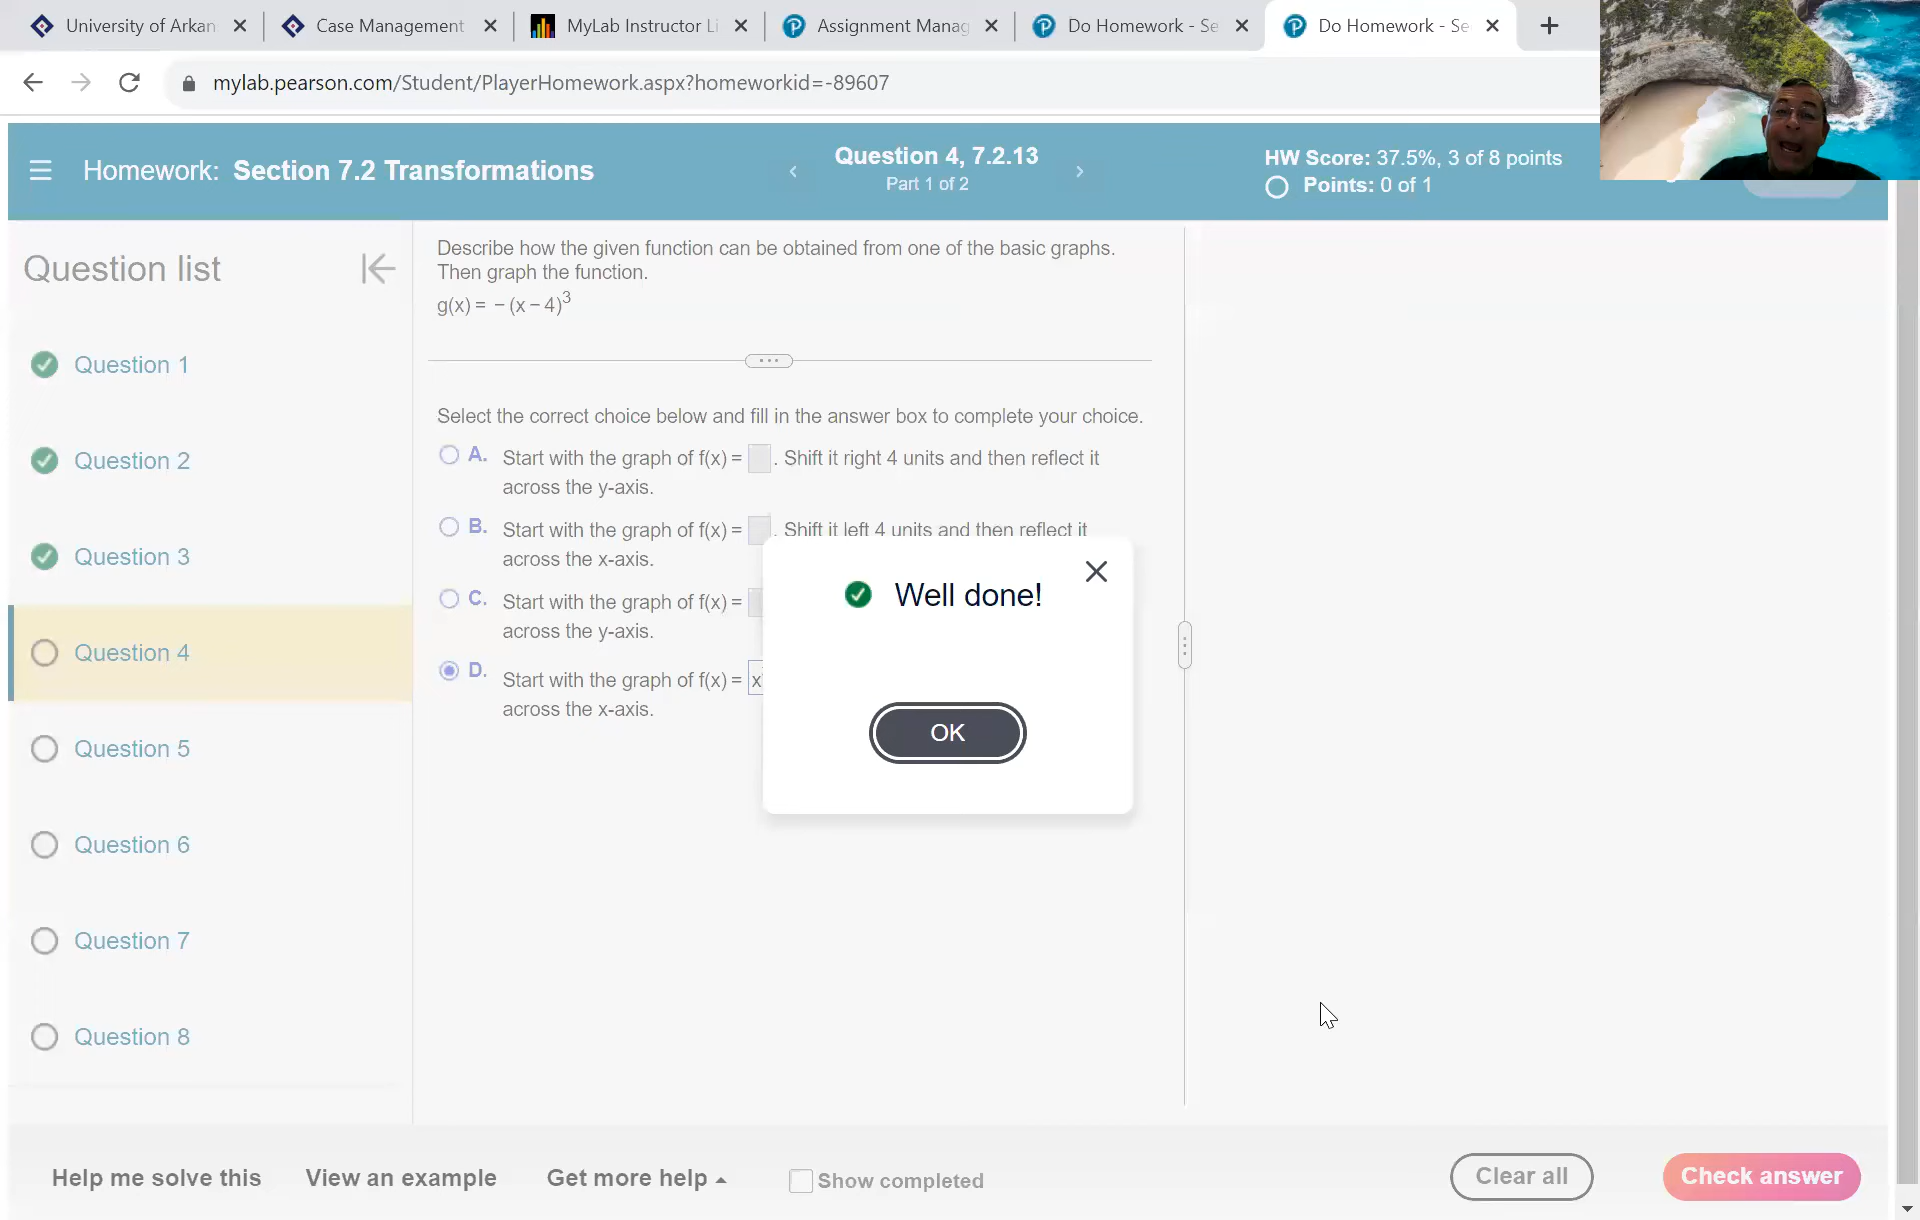 University of Arkan
Case Management
MyLab Instructor Li
Assignment Manag
Do Homework - Se
Do Homework - Se
mylab.pearson.com/Student/PlayerHomework.aspx?homeworkid=-89607
Homework: Section 7.2 Transformations
Question 4, 7.2.13
Part 1 of 2
HW Score: 37.5%, 3 of 8 points
Points: 0 of 1
Question list
Question 1
Question 2
Question 3
Question 4
Question 5
Question 6
Question 7
Question 8
Describe how the given function can be obtained from one of the basic graphs.
Then graph the function.
g(x) = −(x − 4)³
Select the correct choice below and fill in the answer box to complete your choice.
A. Start with the graph of f(x) = . Shift it right 4 units and then reflect it
across the y-axis.
B. Start with the graph of f(x) = . Shift it left 4 units and then reflect it
across the x-axis.
C. Start with the graph of f(x) =
across the y-axis.
D. Start with the graph of f(x) = x
across the x-axis.
Well done!
OK
Help me solve this
View an example
Get more help
Show completed
Clear all
Check answer